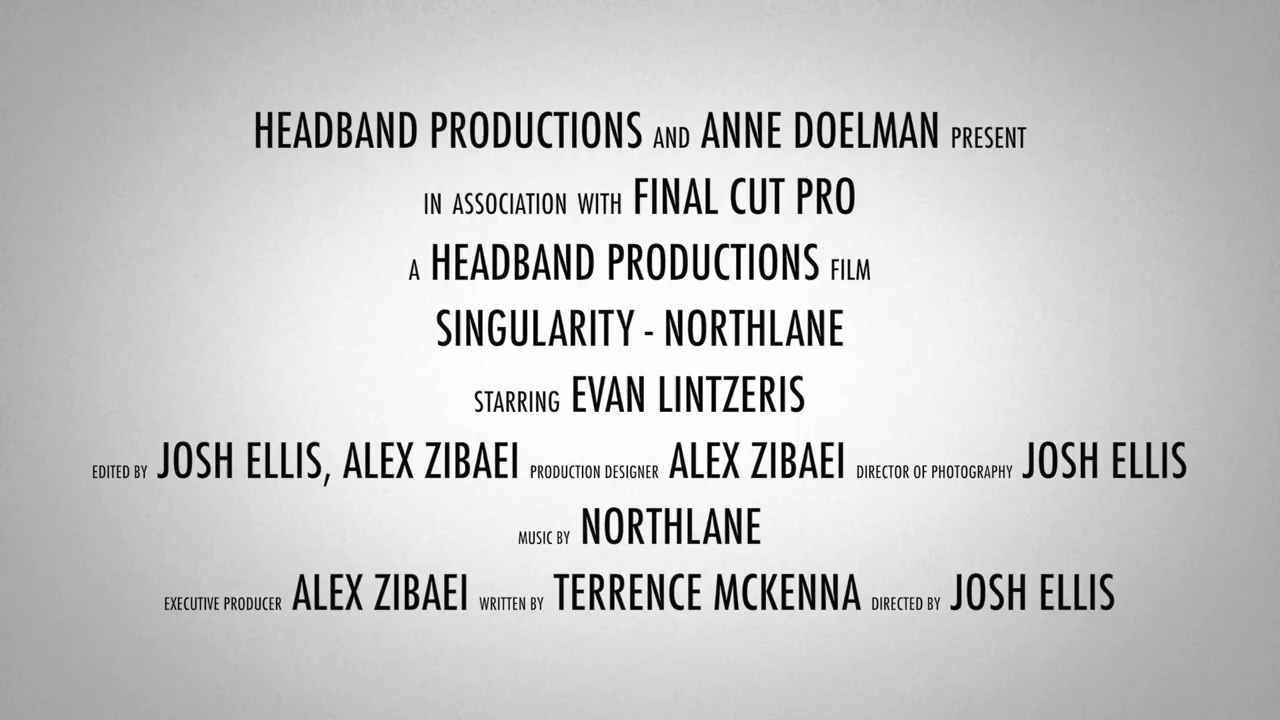 HEADBAND PRODUCTIONS AND ANNE DOELMAN PRESENT
IN ASSOCIATION WITH FINAL CUT PRO
A HEADBAND PRODUCTIONS FILM
SINGULARITY - NORTHLANE
STARRING EVAN LINTZERIS
EDITED BY JOSH ELLIS, ALEX ZIBAEI PRODUCTION DESIGNER ALEX ZIBAEI DIRECTOR OF PHOTOGRAPHY JOSH ELLIS
MUSIC BY NORTHLANE
EXECUTIVE PRODUCER ALEX ZIBAEI WRITTEN BY TERRENCE MCKENNA DIRECTED BY JOSH ELLIS